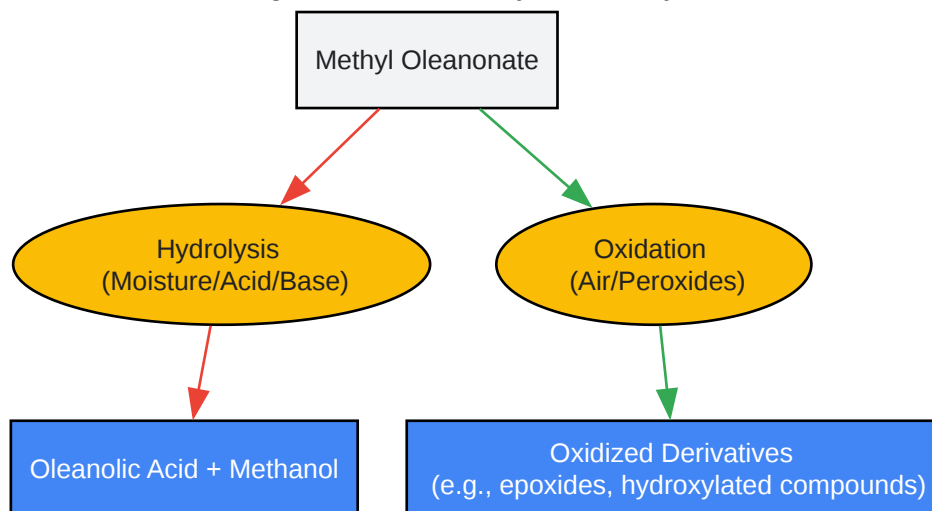 Methyl Oleanonate
Hydrolysis
(Moisture/Acid/Base)
Oxidation
(Air/Peroxides)
Oleanolic Acid + Methanol
Oxidized Derivatives
(e.g., epoxides, hydroxylated compounds)